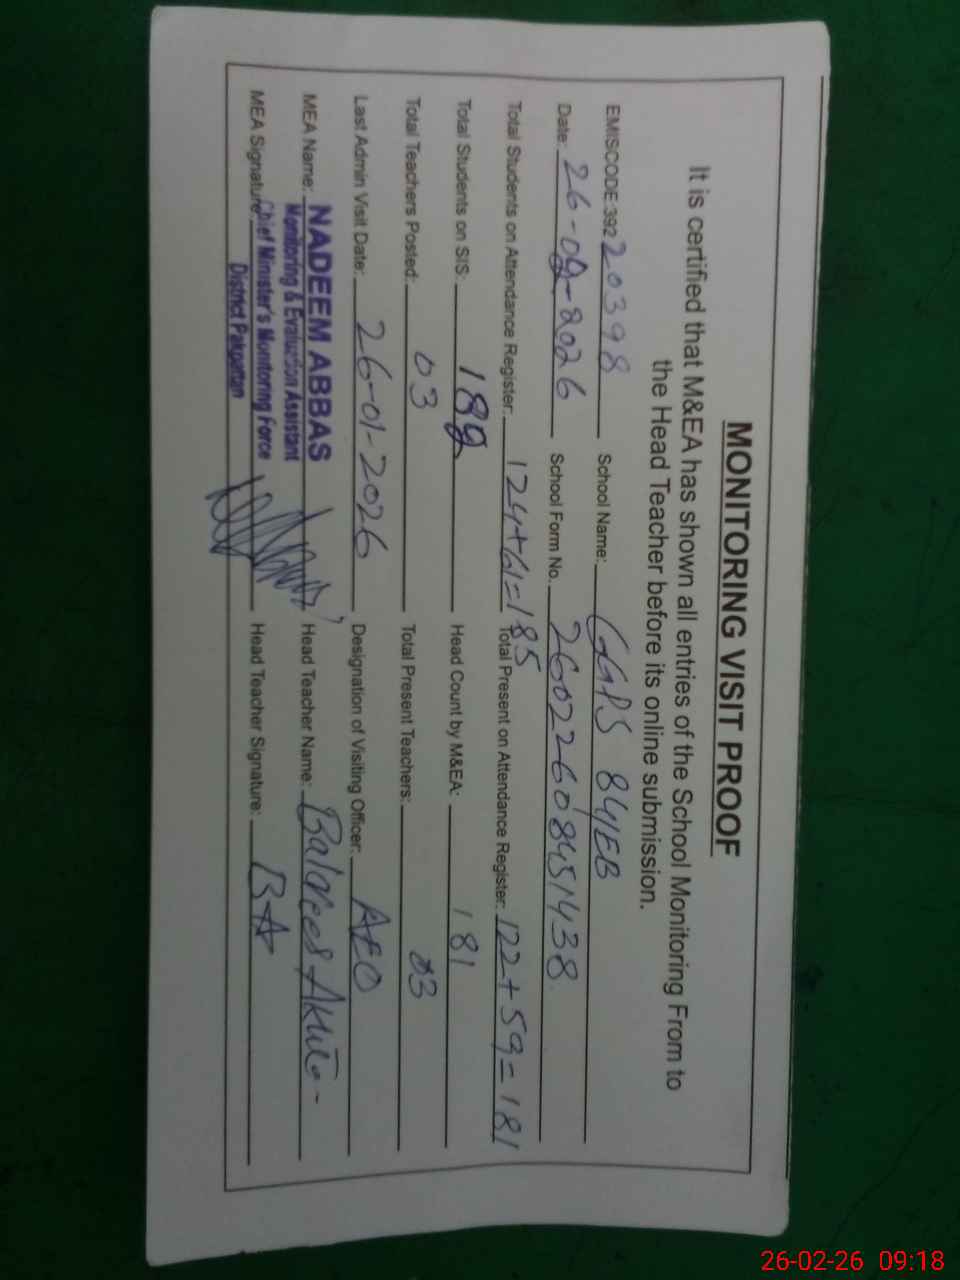 MONITORING VISIT PROOF
It is certified that M&EA has shown all entries of the School Monitoring From to
the Head Teacher before its online submission.
EMISCODE:392 20398 School Name: GGPS 84/EB
Date: 26-02-2026 School Form No. 26022608451438
Total Students on Attendance Register: 124+61=185 Total Present on Attendance Register: 122+59=181
Total Students on SIS: 189 Head Count by M&EA: 181
Total Teachers Posted: 03 Total Present Teachers: 03
Last Admin Visit Date: 26-01-2026 Designation of Visiting Officer: AEO
MEA Name: NADEEM ABBAS Head Teacher Name:
Monitoring & Evaluation Assistant
MEA Signature: Chief Minster's Monitoring Force Head Teacher Signature: BA
District Pakpattan
26-02-26 09:18